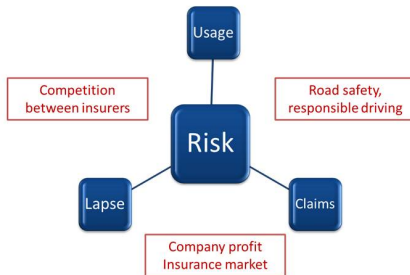 Usage
Competition
between insurers
Road safety,
responsible driving
Risk
Lapse
Claims
Company profit
Insurance market